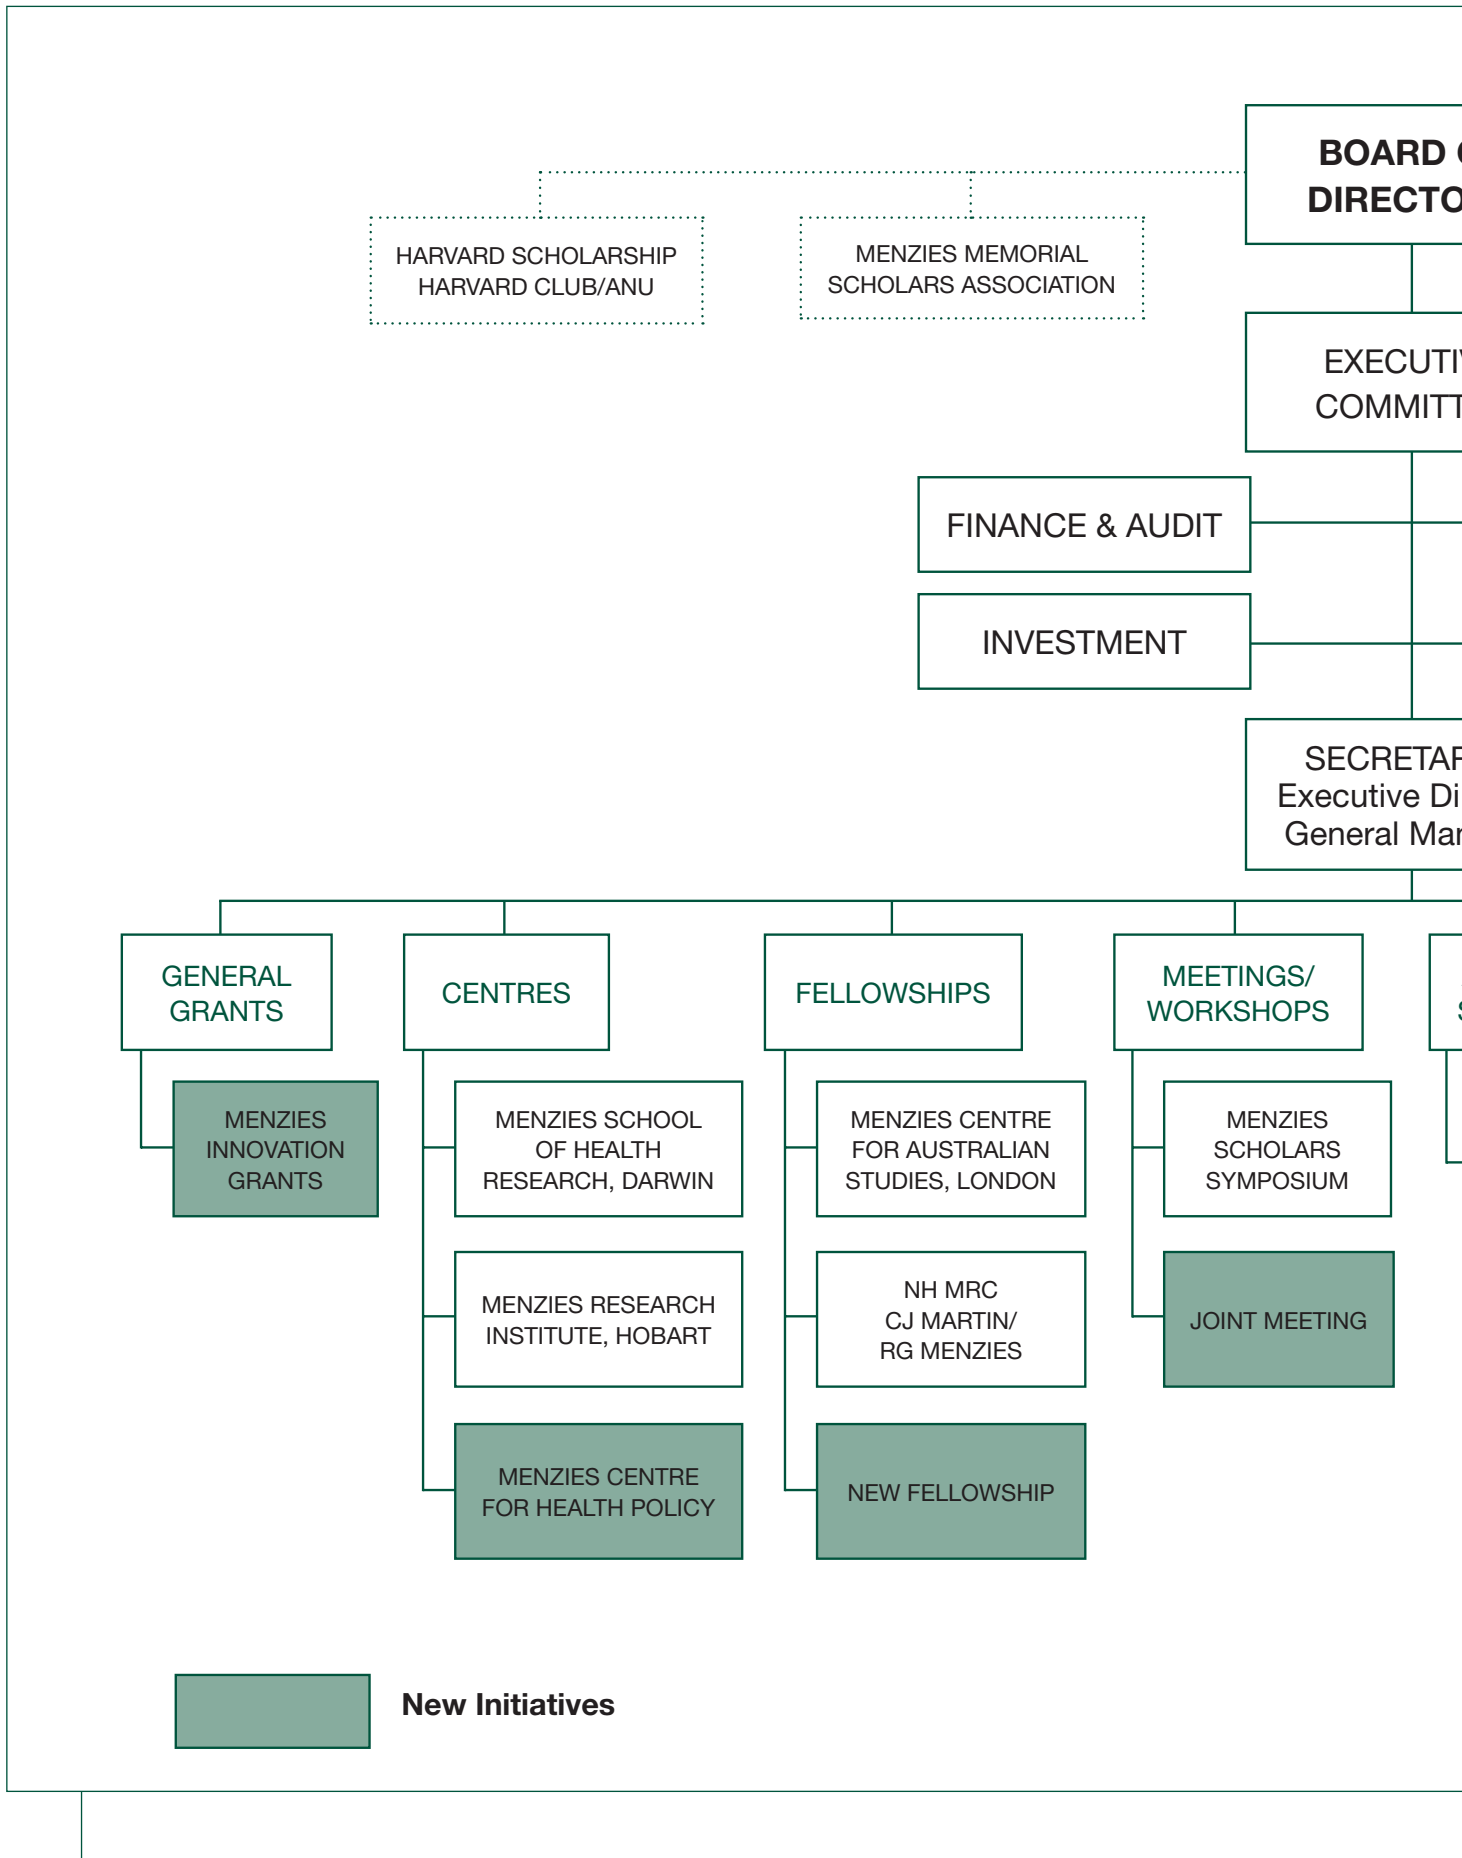 BOARD
DIRECTO
HARVARD SCHOLARSHIP
HARVARD CLUB/ANU
MENZIES MEMORIAL
SCHOLARS ASSOCIATION
EXECUTIV
COMMITT
FINANCE & AUDIT
INVESTMENT
SECRETAR
Executive Di
General Man
GENERAL
GRANTS
CENTRES
FELLOWSHIPS
MEETINGS/
WORKSHOPS
S
MENZIES
INNOVATION
GRANTS
MENZIES SCHOOL
OF HEALTH
RESEARCH, DARWIN
MENZIES CENTRE
FOR AUSTRALIAN
STUDIES, LONDON
MENZIES
SCHOLARS
SYMPOSIUM
MENZIES RESEARCH
INSTITUTE, HOBART
NH MRC
CJ MARTIN/
RG MENZIES
JOINT MEETING
MENZIES CENTRE
FOR HEALTH POLICY
NEW FELLOWSHIP
New Initiatives